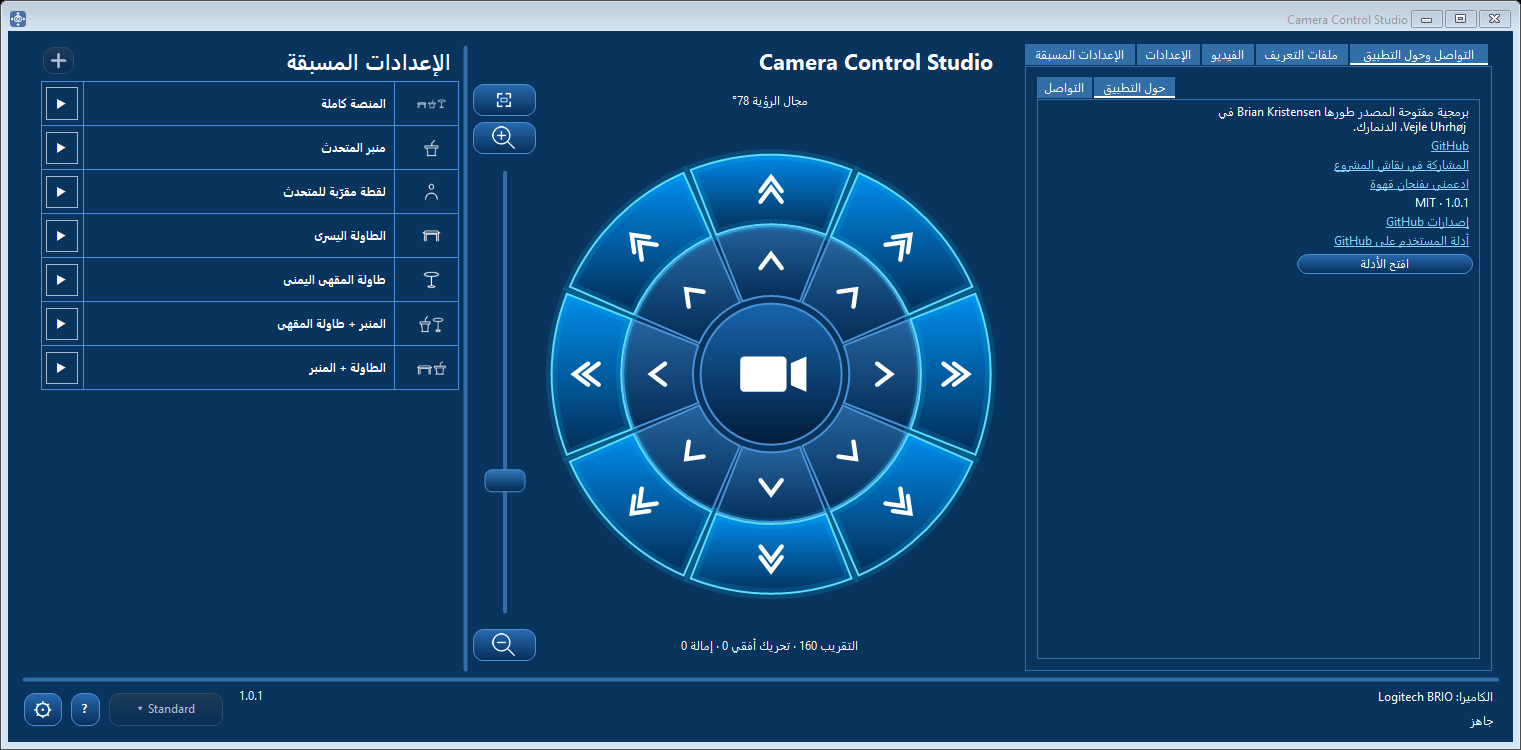 Camera Control Studio
التواصل وحول التطبيق
ملفات التعريف
الفيديو
الإعدادات
الإعدادات المسبقة
حول التطبيق
التواصل
برمجية مفتوحة المصدر طورها Brian Kristensen في
Vejle Uhrhøj، الدنمارك.
GitHub
المشاركة في نقاش المشروع
ادعمني بفنجان قهوة
MIT · 1.0.1
إصدارات GitHub
أدلة المستخدم على GitHub
افتح الأدلة
Camera Control Studio
مجال الرؤية 78°
التقريب 160 · تحريك أفقي 0 · إمالة 0
الإعدادات المسبقة
المنصة كاملة
منبر المتحدث
لقطة مقرّبة للمتحدث
الطاولة اليسرى
طاولة المقهى اليمنى
المنبر + طاولة المقهى
الطاولة + المنبر
الكاميرا: Logitech BRIO
جاهز
?
Standard
1.0.1